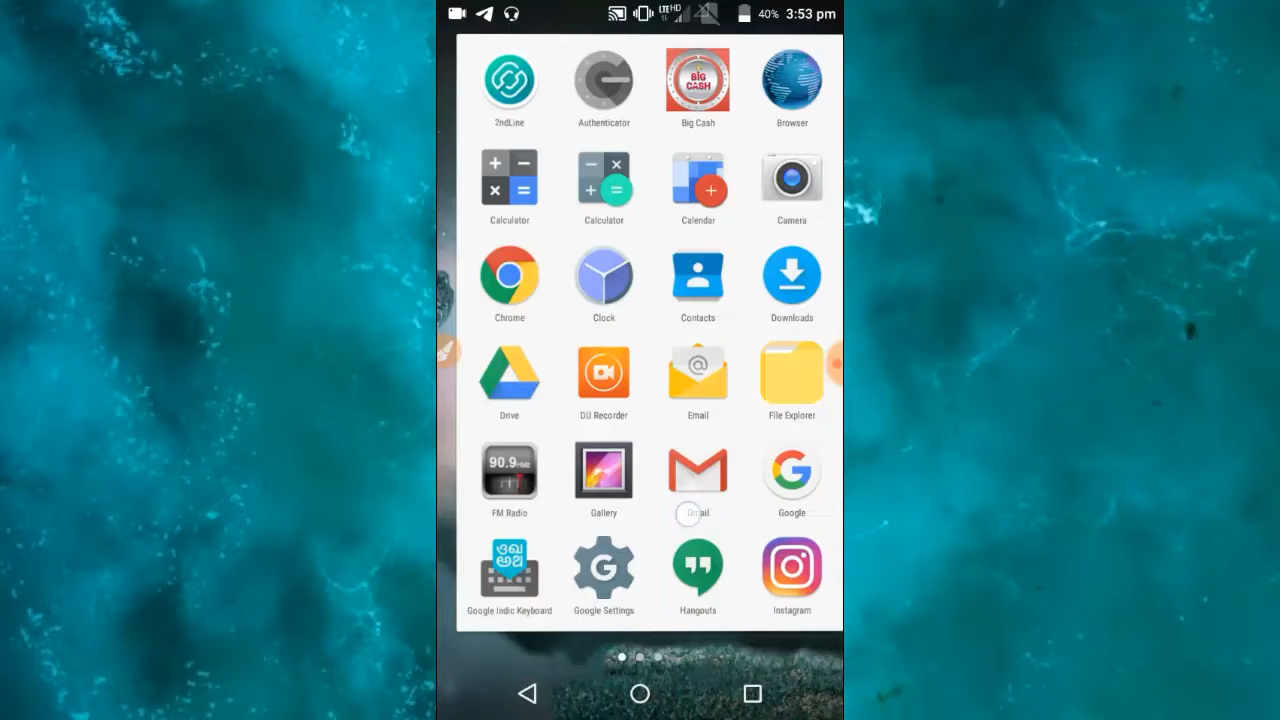 LTE HD 40% 3:53 pm
BIG CASH
2ndLine Authenticator Big Cash Browser
Calculator Calculator Calendar Camera
Chrome Clock Contacts Downloads
Drive DU Recorder Email File Explorer
90.9 MHz
FM Radio Gallery Gmail Google
Google Indic Keyboard Google Settings Hangouts Instagram